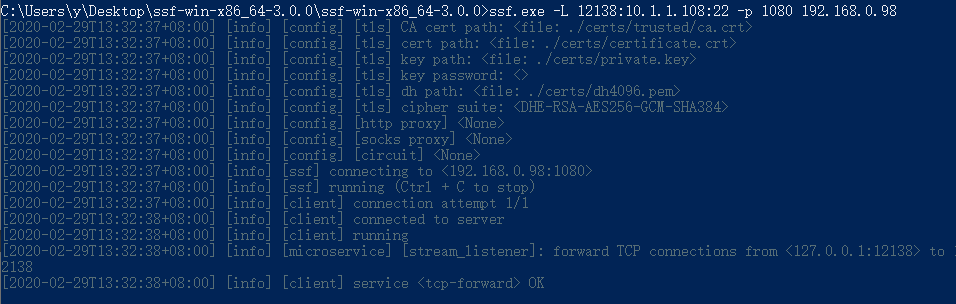 C:\Users\y\Desktop\ssf-win-x86_64-3.0.0\ssf-win-x86_64-3.0.0>ssf.exe -L 12138:10.1.1.108:22 -p 1080 192.168.0.98
[2020-02-29T13:32:37+08:00] [info] [config] [tls] CA cert path: <file: ./certs/trusted/ca.crt>
[2020-02-29T13:32:37+08:00] [info] [config] [tls] cert path: <file: ./certs/certificate.crt>
[2020-02-29T13:32:37+08:00] [info] [config] [tls] key path: <file: ./certs/private.key>
[2020-02-29T13:32:37+08:00] [info] [config] [tls] key password: <>
[2020-02-29T13:32:37+08:00] [info] [config] [tls] dh path: <file: ./certs/dh4096.pem>
[2020-02-29T13:32:37+08:00] [info] [config] [tls] cipher suite: <DHE-RSA-AES256-GCM-SHA384>
[2020-02-29T13:32:37+08:00] [info] [config] [http proxy] <None>
[2020-02-29T13:32:37+08:00] [info] [config] [socks proxy] <None>
[2020-02-29T13:32:37+08:00] [info] [config] [circuit] <None>
[2020-02-29T13:32:37+08:00] [info] [ssf] connecting to <192.168.0.98:1080>
[2020-02-29T13:32:37+08:00] [info] [ssf] running (Ctrl + C to stop)
[2020-02-29T13:32:37+08:00] [info] [client] connection attempt 1/1
[2020-02-29T13:32:38+08:00] [info] [client] connected to server
[2020-02-29T13:32:38+08:00] [info] [client] running
[2020-02-29T13:32:38+08:00] [info] [microservice] [stream_listener]: forward TCP connections from <127.0.0.1:12138> to 1
2138
[2020-02-29T13:32:38+08:00] [info] [client] service <tcp-forward> OK